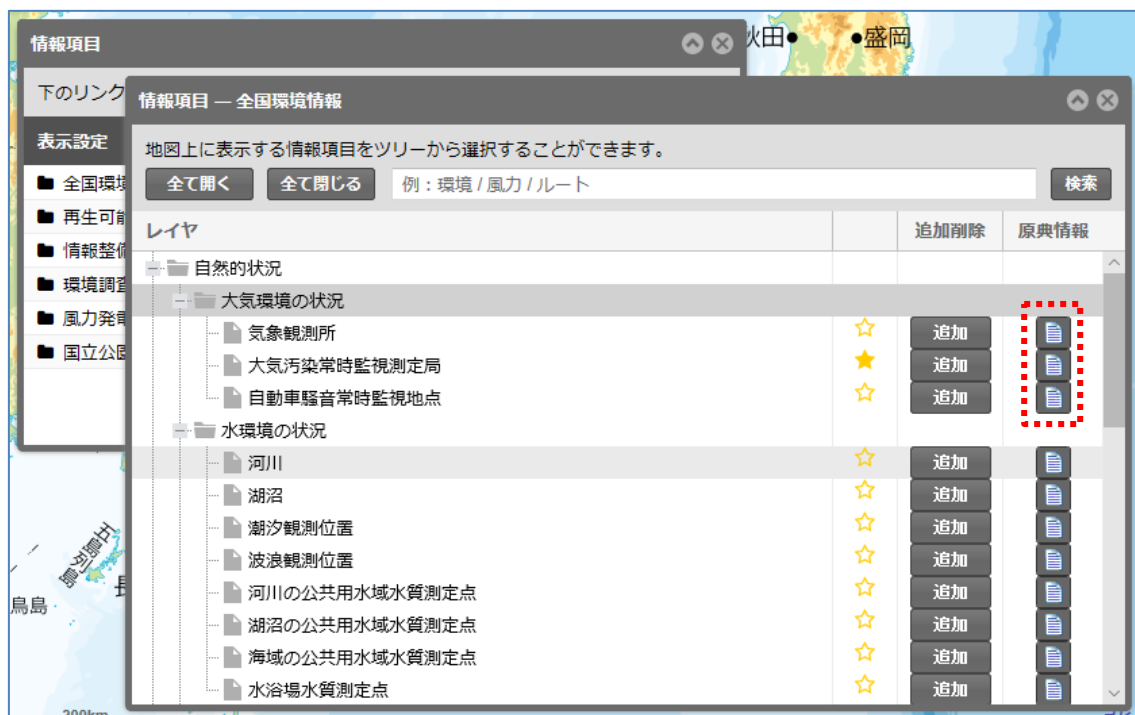 情報項目
秋田
盛岡
下のリンク
情報項目 ― 全国環境情報
表示設定
地図上に表示する情報項目をツリーから選択することができます。
全国環境
再生可能
情報整備
環境調査
風力発電
国立公園
全て開く 全て閉じる 例：環境 / 風力 / ルート 検索
レイヤ 追加削除 原典情報
自然的状況
大気環境の状況
気象観測所 追加
大気汚染常時監視測定局 追加
自動車騒音常時監視地点 追加
水環境の状況
河川 追加
湖沼 追加
潮汐観測位置 追加
波浪観測位置 追加
河川の公共用水域水質測定点 追加
湖沼の公共用水域水質測定点 追加
海域の公共用水域水質測定点 追加
水浴場水質測定点 追加
五島列島
長
鳥島